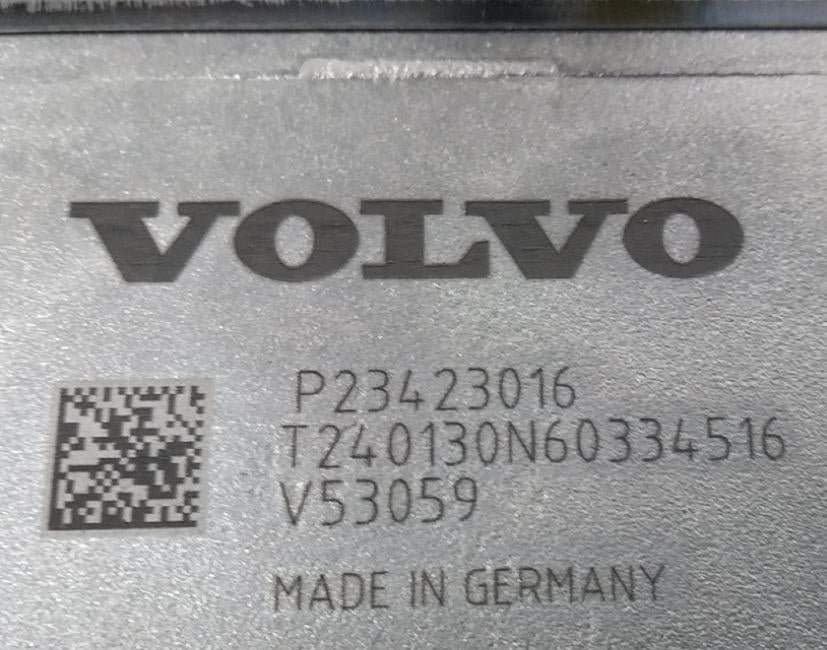 VOLVO
P23423016
T240130N60334516
V53059
MADE IN GERMANY